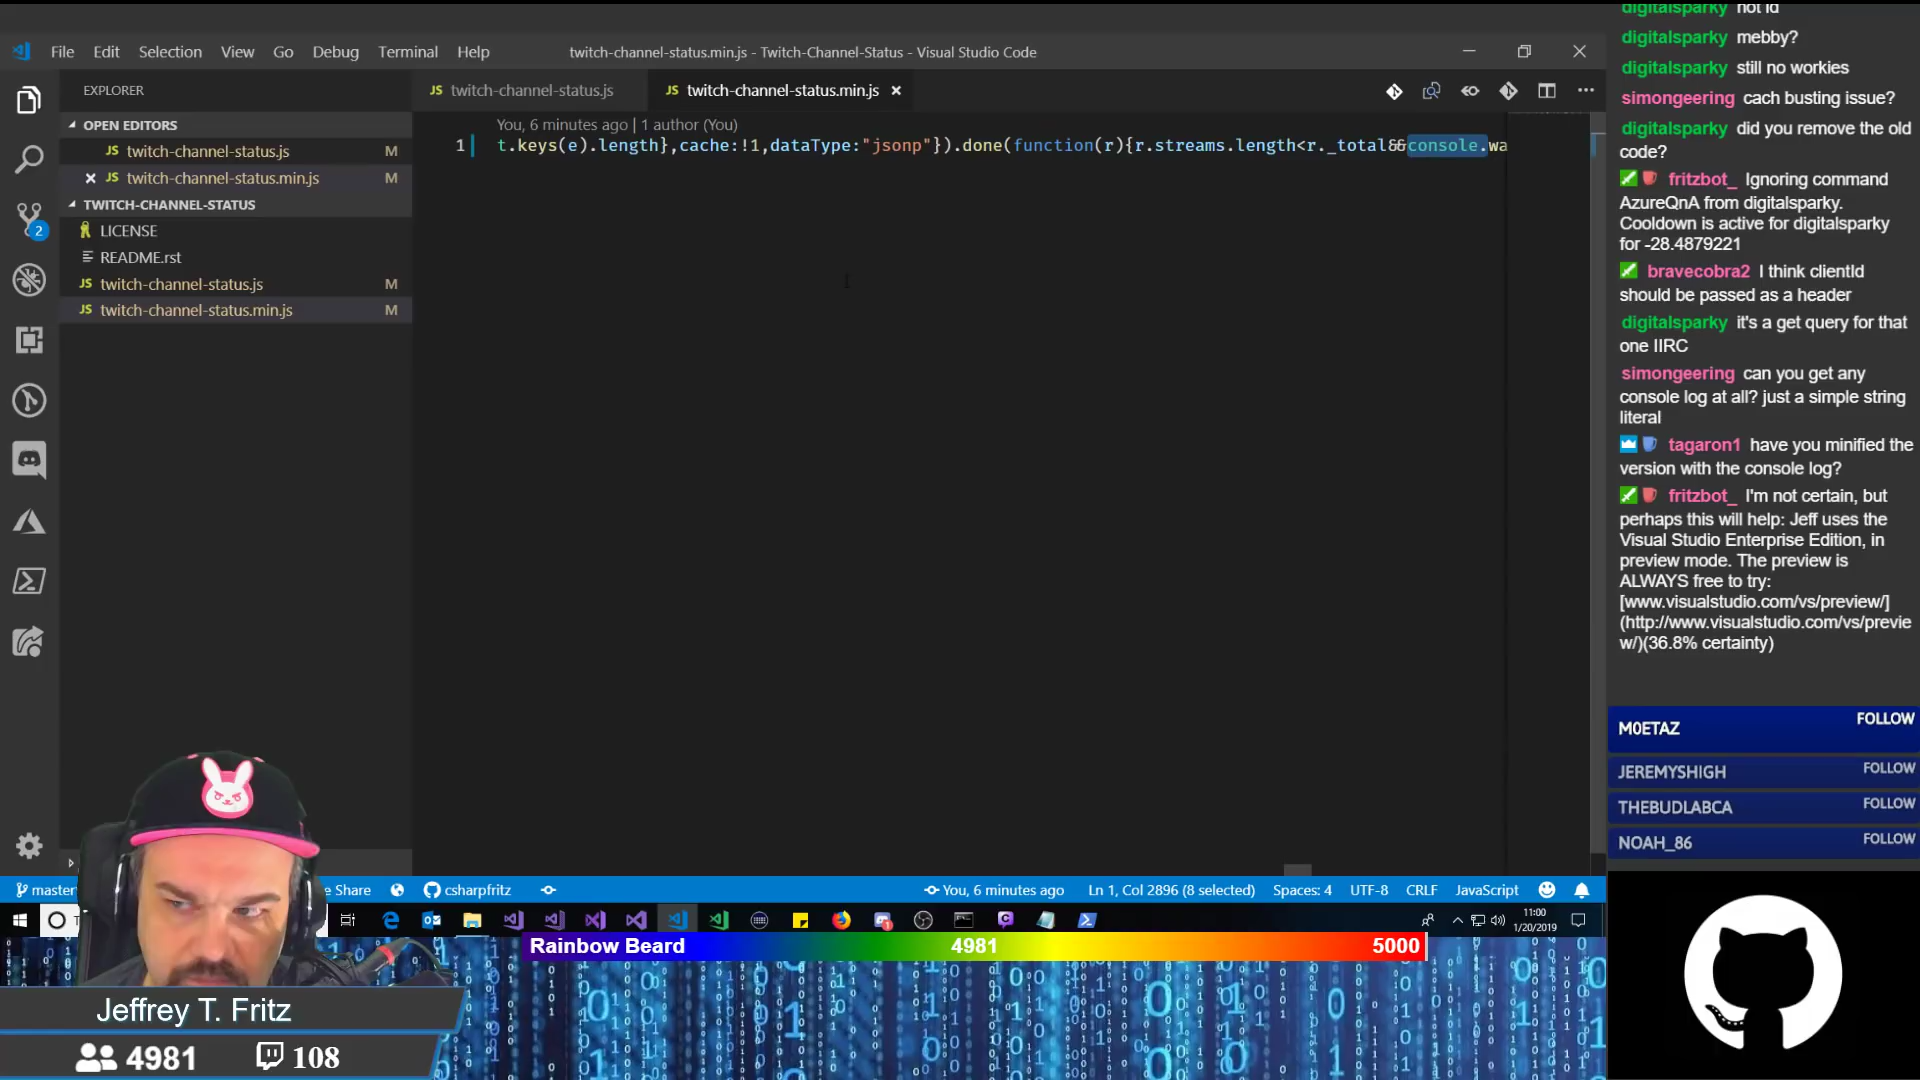 File Edit Selection View Go Debug Terminal Help
twitch-channel-status.min.js - Twitch-Channel-Status - Visual Studio Code
EXPLORER
OPEN EDITORS
JS twitch-channel-status.js M
JS twitch-channel-status.min.js M
TWITCH-CHANNEL-STATUS
LICENSE
README.rst
JS twitch-channel-status.js M
JS twitch-channel-status.min.js M
2
JS twitch-channel-status.js
JS twitch-channel-status.min.js
You, 6 minutes ago | 1 author (You)
1 t.keys(e).length},cache:!1,dataType:"jsonp"}).done(function(r){r.streams.length<r._total&&console.wa
master
e Share
csharpfritz
You, 6 minutes ago
Ln 1, Col 2896 (8 selected)
Spaces: 4
UTF-8
CRLF
JavaScript
11:00
1/20/2019
Rainbow Beard 4981 5000
Jeffrey T. Fritz
4981 108
digitalsparky not id
digitalsparky mebby?
digitalsparky still no workies
simongeering cach busting issue?
digitalsparky did you remove the old
code?
fritzbot_ Ignoring command
AzureQnA from digitalsparky.
Cooldown is active for digitalsparky
for -28.4879221
bravecobra2 I think clientId
should be passed as a header
digitalsparky it's a get query for that
one IIRC
simongeering can you get any
console log at all? just a simple string
literal
tagaron1 have you minified the
version with the console log?
fritzbot_ I'm not certain, but
perhaps this will help: Jeff uses the
Visual Studio Enterprise Edition, in
preview mode. The preview is
ALWAYS free to try:
[www.visualstudio.com/vs/preview/]
(http://www.visualstudio.com/vs/previe
w/)(36.8% certainty)
M0ETAZ FOLLOW
JEREMYSHIGH FOLLOW
THEBUDLABCA FOLLOW
NOAH_86 FOLLOW